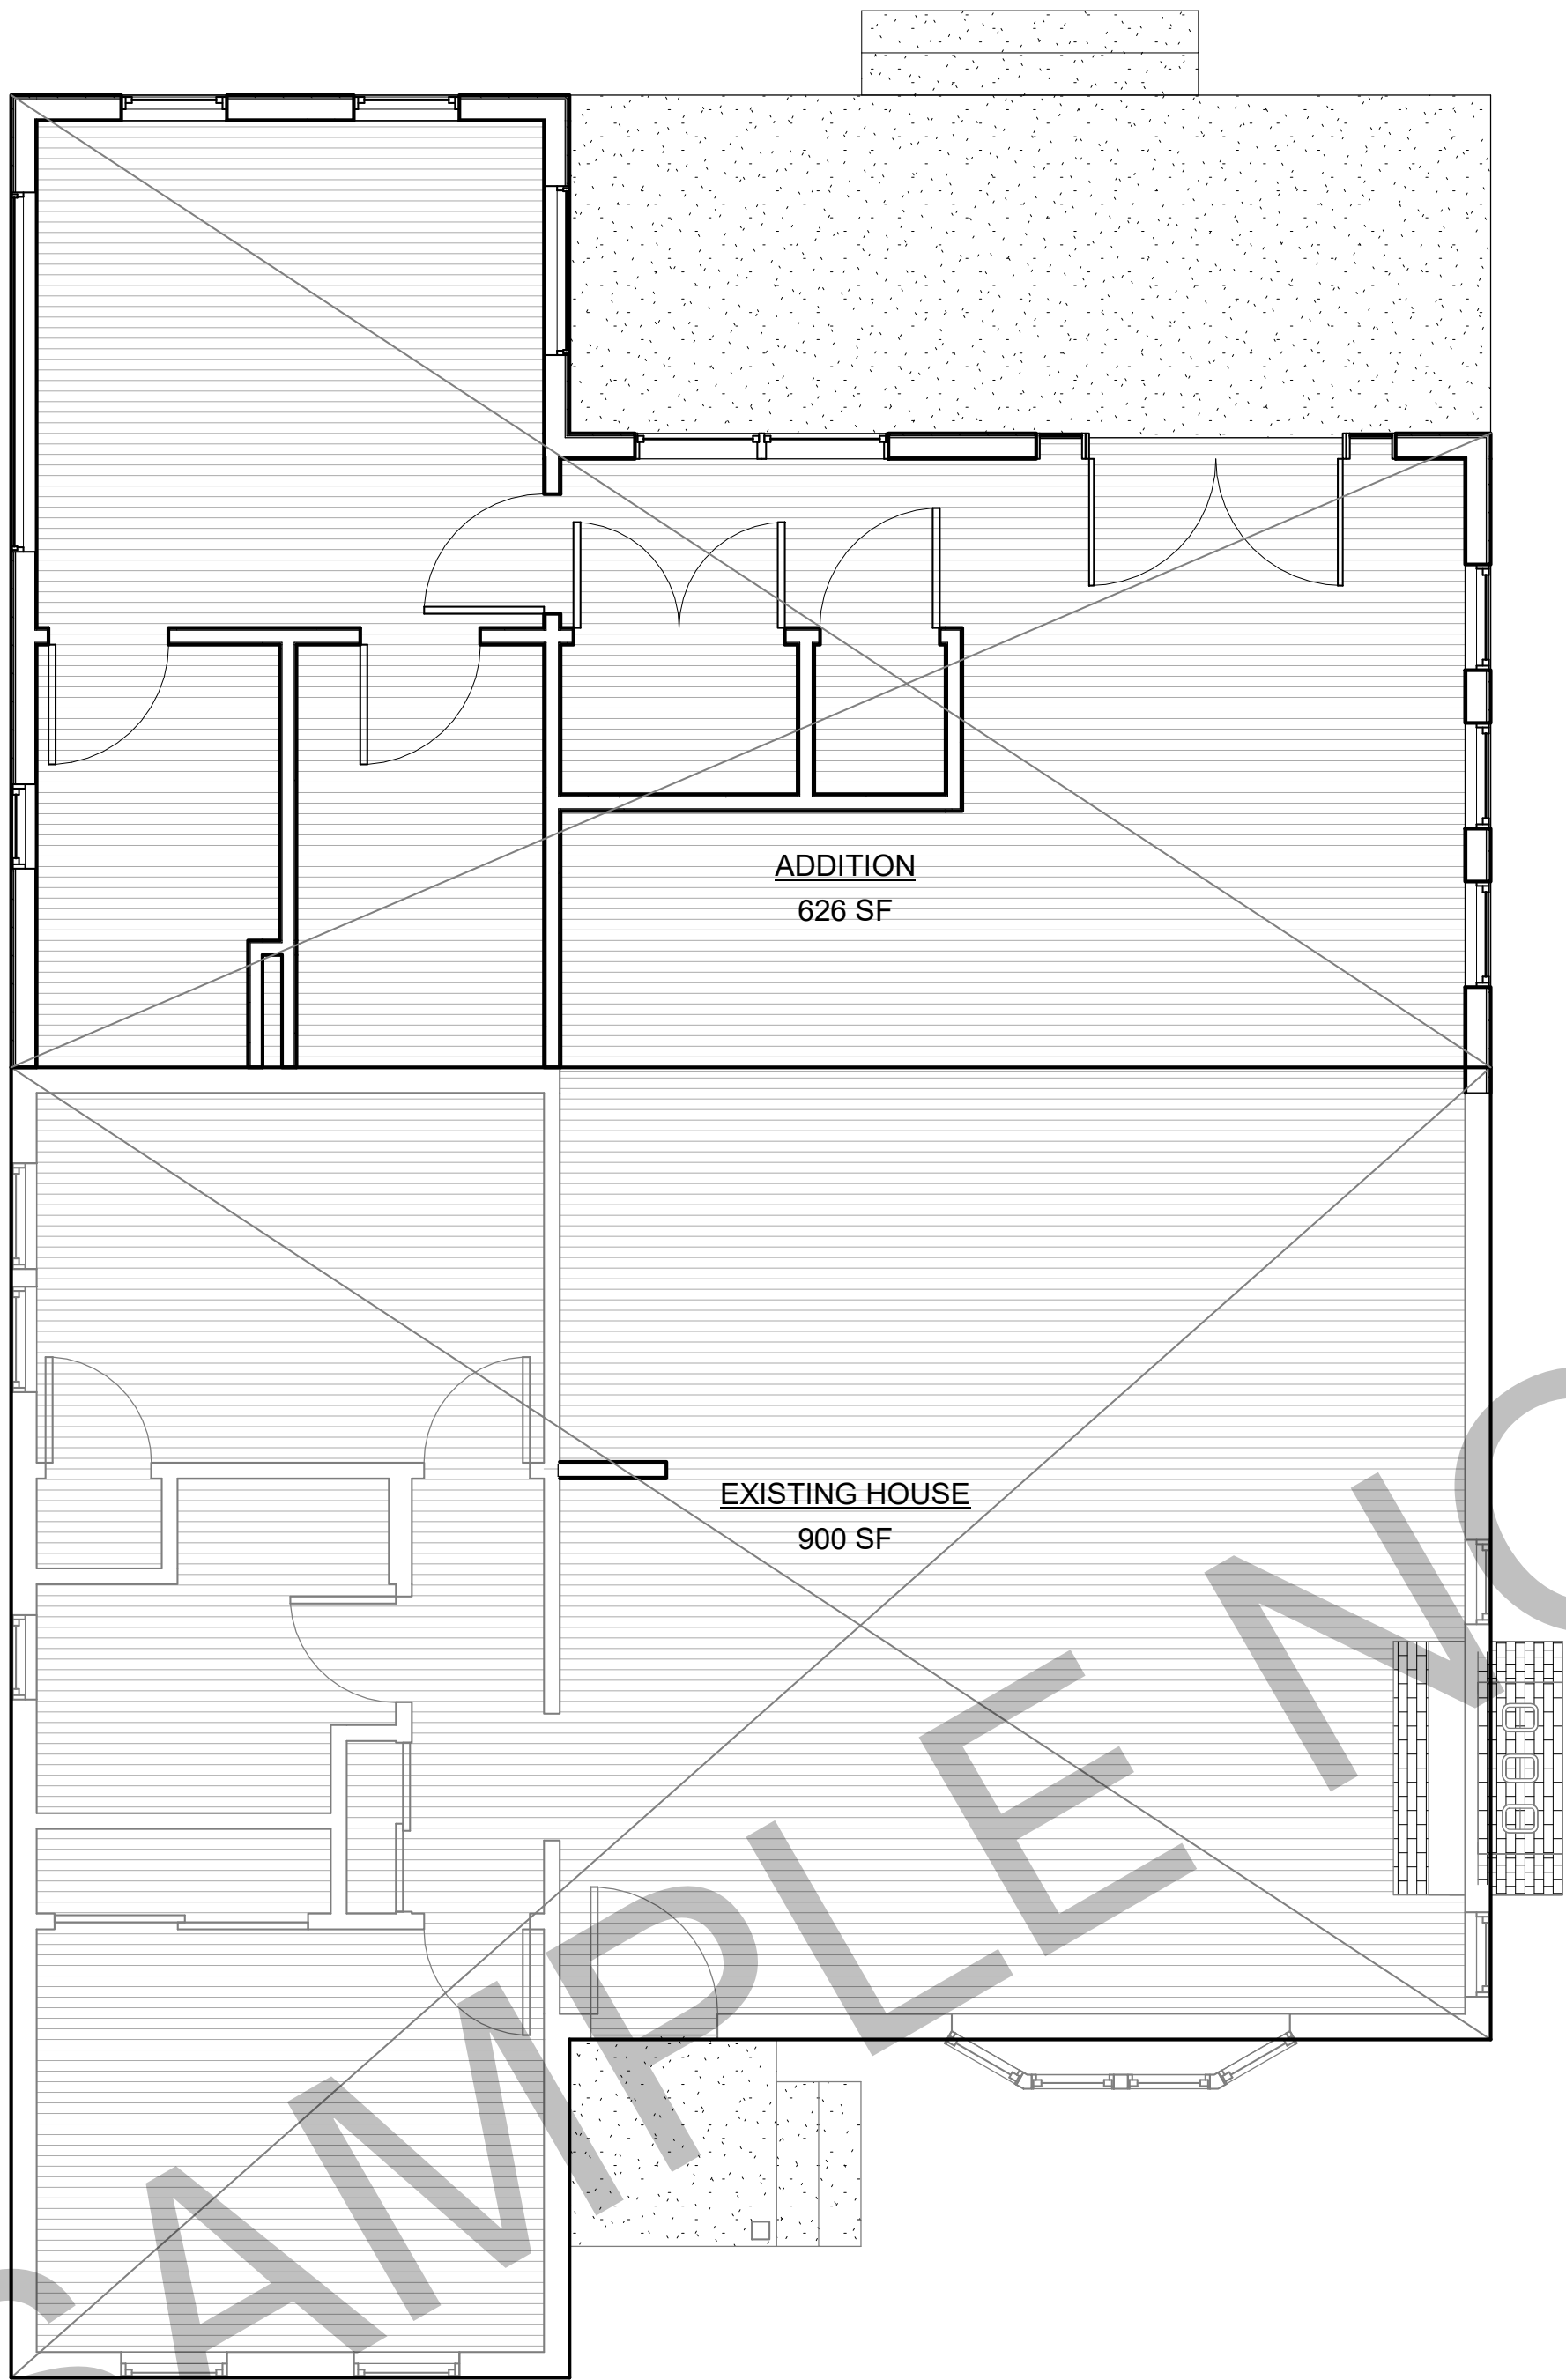 ADDITION
626 SF
EXISTING HOUSE
900 SF
SAMPLE NO